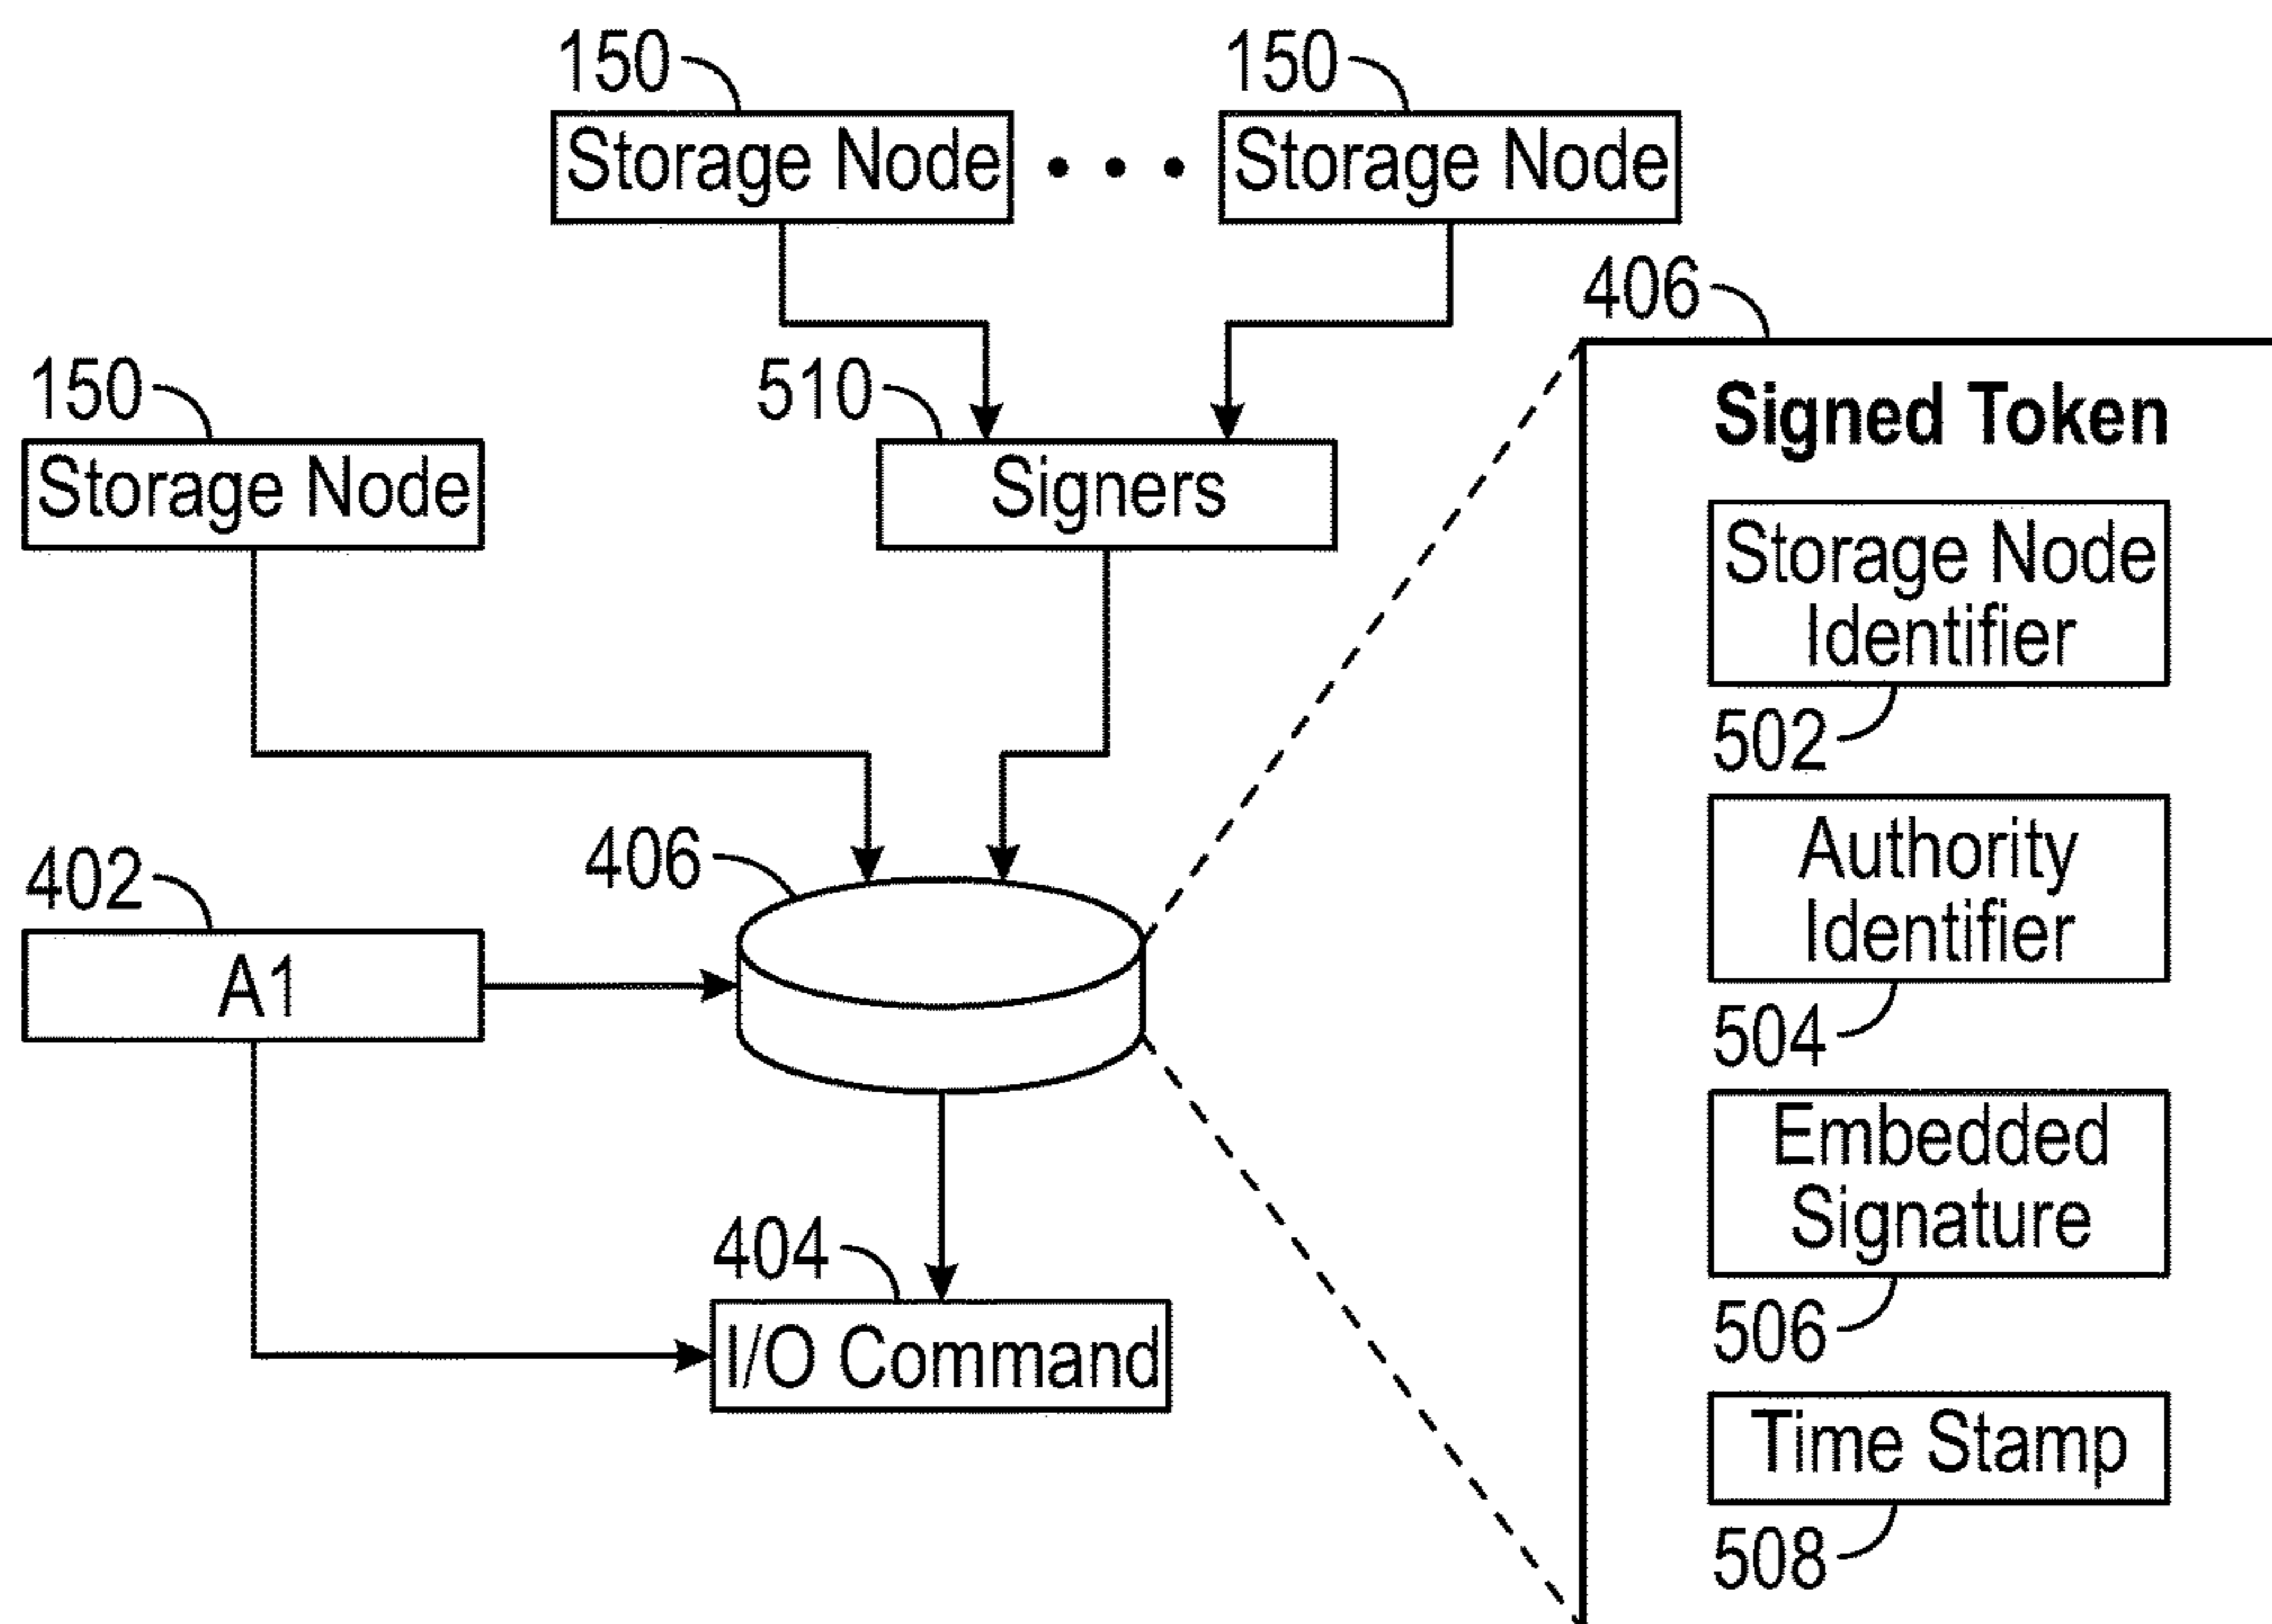 150
150
Storage Node
Storage Node
406
150
510
Signed Token
Storage Node
Signers
Storage Node
Identifier
502
402
406
Authority
Identifier
A1
504
Embedded
Signature
404
506
I/O Command
Time Stamp
508